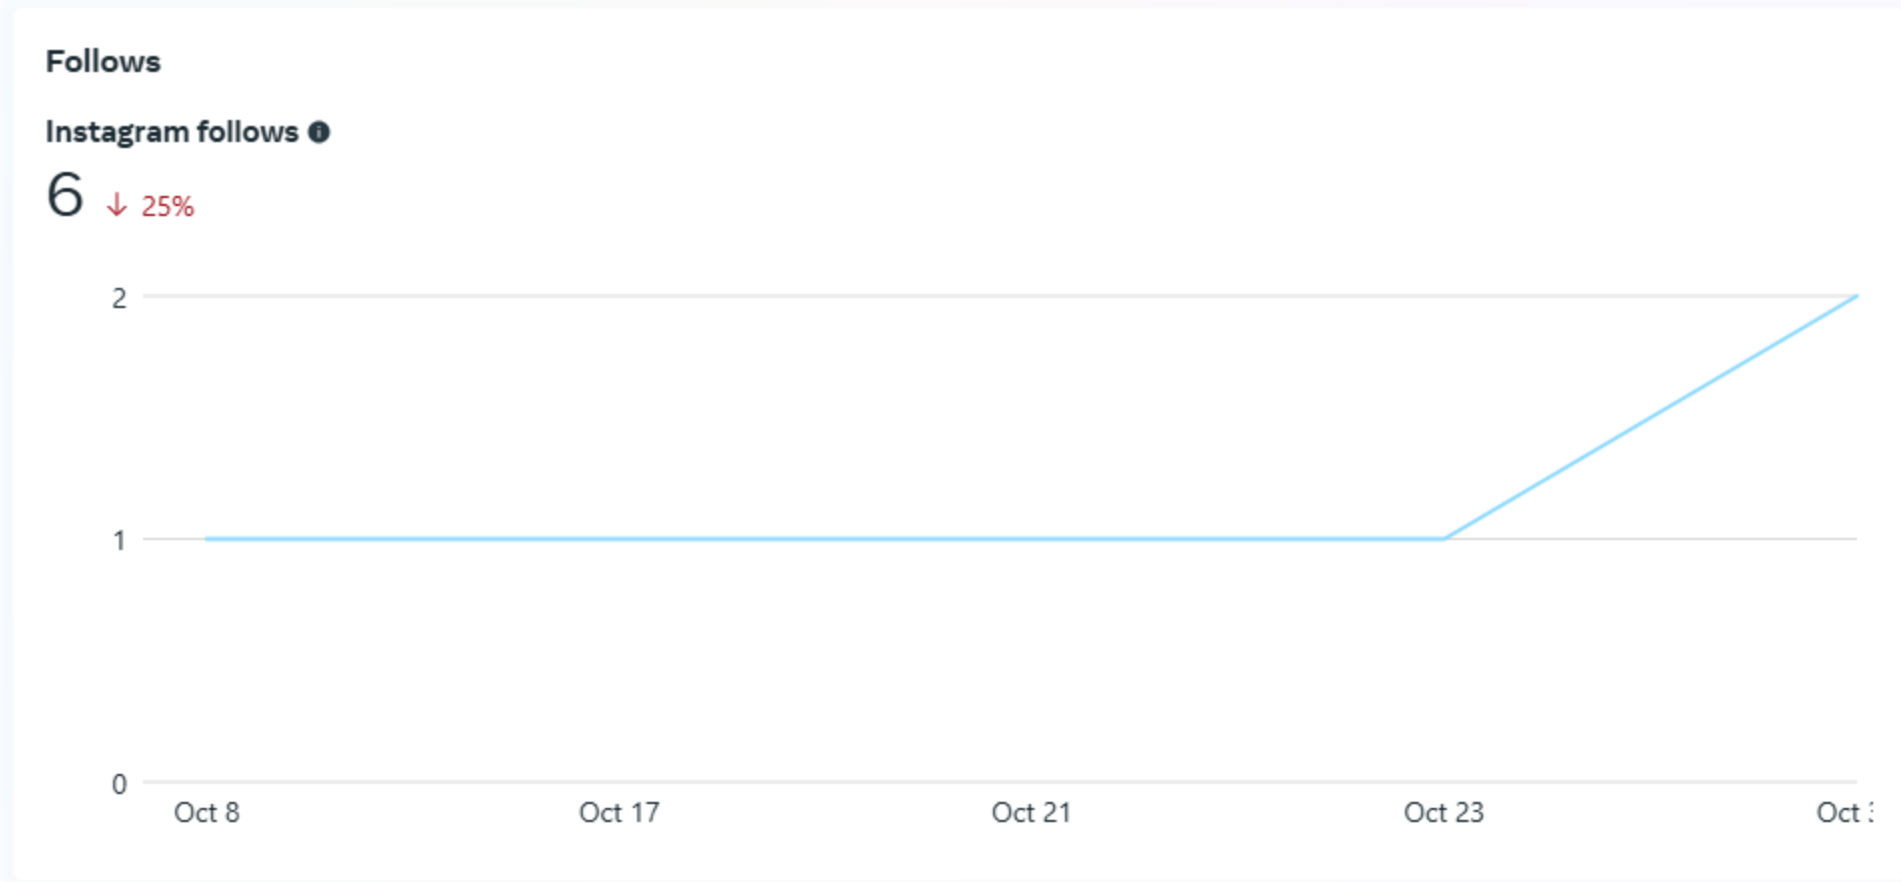 Follows
Instagram follows
6 ↓ 25%
2
1
0
Oct 8 Oct 17 Oct 21 Oct 23 Oct